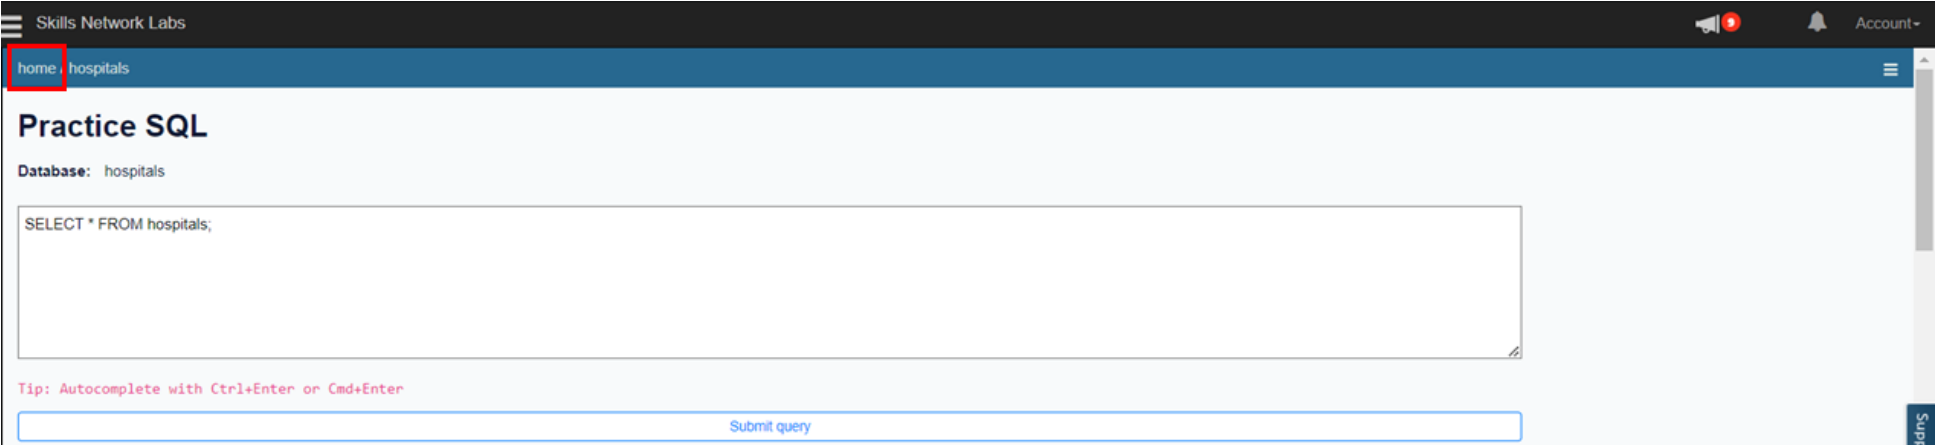 Skills Network Labs
9
Account
home / hospitals
Practice SQL
Database: hospitals
SELECT * FROM hospitals;
Tip: Autocomplete with Ctrl+Enter or Cmd+Enter
Submit query